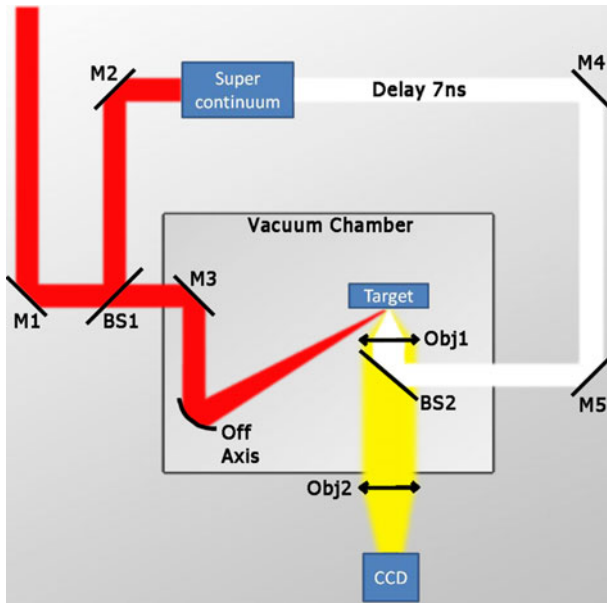 M2
Super
continuum
Delay 7ns
M4
Vacuum Chamber
M3
Target
M1
BS1
Obj1
BS2
M5
Off
Axis
Obj2
CCD